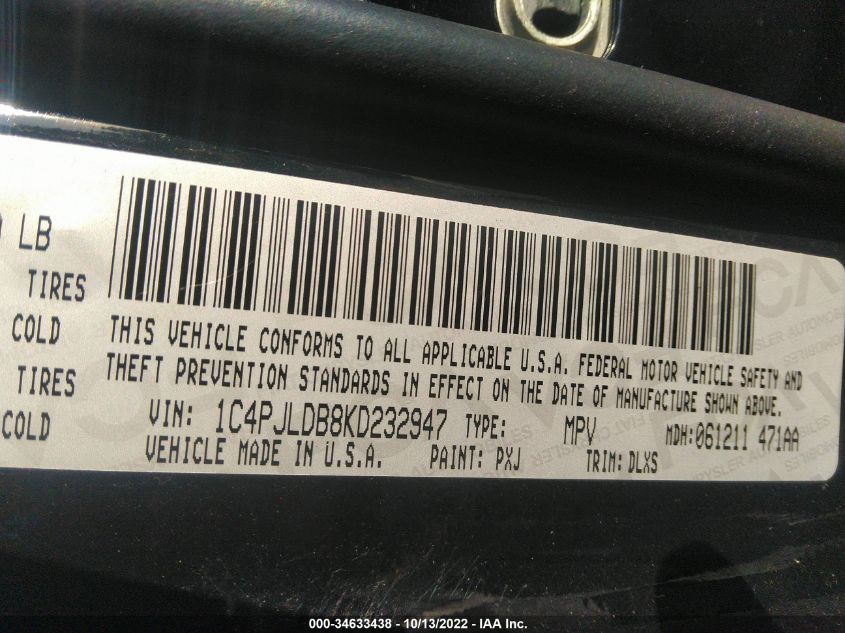 LB
TIRES
COLD
TIRES
COLD
THIS VEHICLE CONFORMS TO ALL APPLICABLE U.S.A. FEDERAL MOTOR VEHICLE SAFETY AND
THEFT PREVENTION STANDARDS IN EFFECT ON THE DATE OF MANUFACTURE SHOWN ABOVE.
VIN: 1C4PJLDB8KD232947 TYPE: MPV MDH:061211 471AA
VEHICLE MADE IN U.S.A. PAINT: PXJ TRIM: DLXS
000-34633438 - 10/13/2022 - IAA Inc.